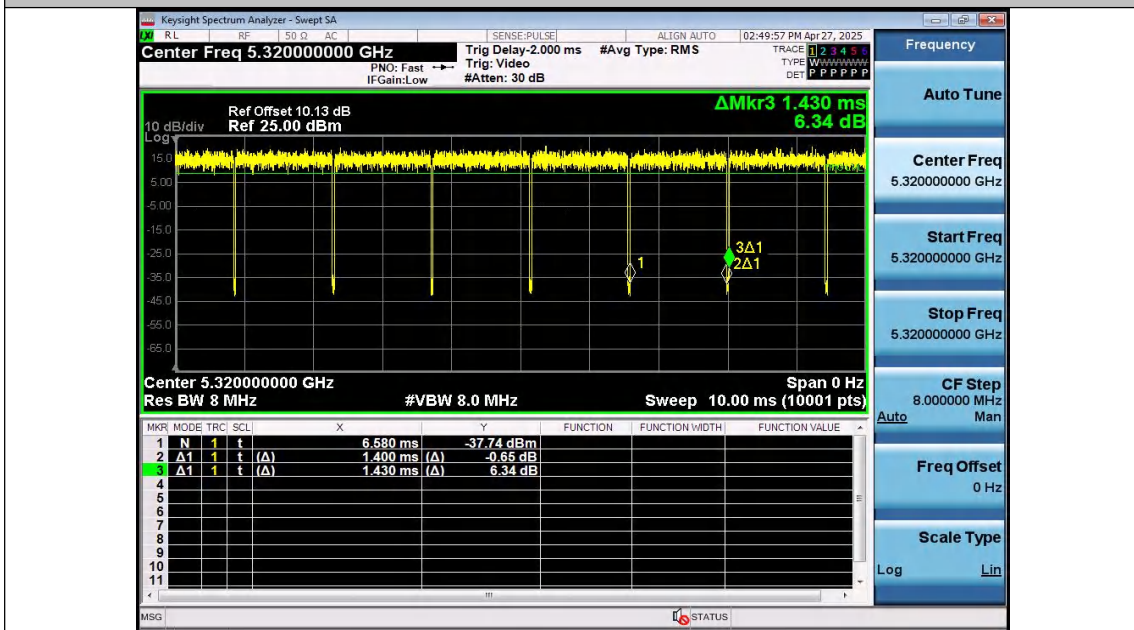 Keysight Spectrum Analyzer - Swept SA
LXI RL RF 50 Ω AC SENSE:PULSE ALIGN AUTO 02:49:57 PM Apr 27, 2025
Center Freq 5.320000000 GHz
PNO: Fast
IFGain:Low
Trig Delay-2.000 ms #Avg Type: RMS
Trig: Video
#Atten: 30 dB
TRACE 1 2 3 4 5 6
TYPE WWWWWW
DET P P P P P P
Ref Offset 10.13 dB
10 dB/div Ref 25.00 dBm
Log
ΔMkr3 1.430 ms
6.34 dB
15.0
5.00
-5.00
-15.0
-25.0
-35.0
-45.0
-55.0
-65.0
1
3Δ1
2Δ1
Center 5.320000000 GHz Span 0 Hz
Res BW 8 MHz #VBW 8.0 MHz Sweep 10.00 ms (10001 pts)
MKR MODE TRC SCL X Y FUNCTION FUNCTION WIDTH FUNCTION VALUE
1 N 1 t 6.580 ms -37.74 dBm
2 Δ1 1 t (Δ) 1.400 ms (Δ) -0.65 dB
3 Δ1 1 t (Δ) 1.430 ms (Δ) 6.34 dB
4
5
6
7
8
9
10
11
MSG STATUS
Frequency
Auto Tune
Center Freq
5.320000000 GHz
Start Freq
5.320000000 GHz
Stop Freq
5.320000000 GHz
CF Step
8.000000 MHz
Auto Man
Freq Offset
0 Hz
Scale Type
Log Lin